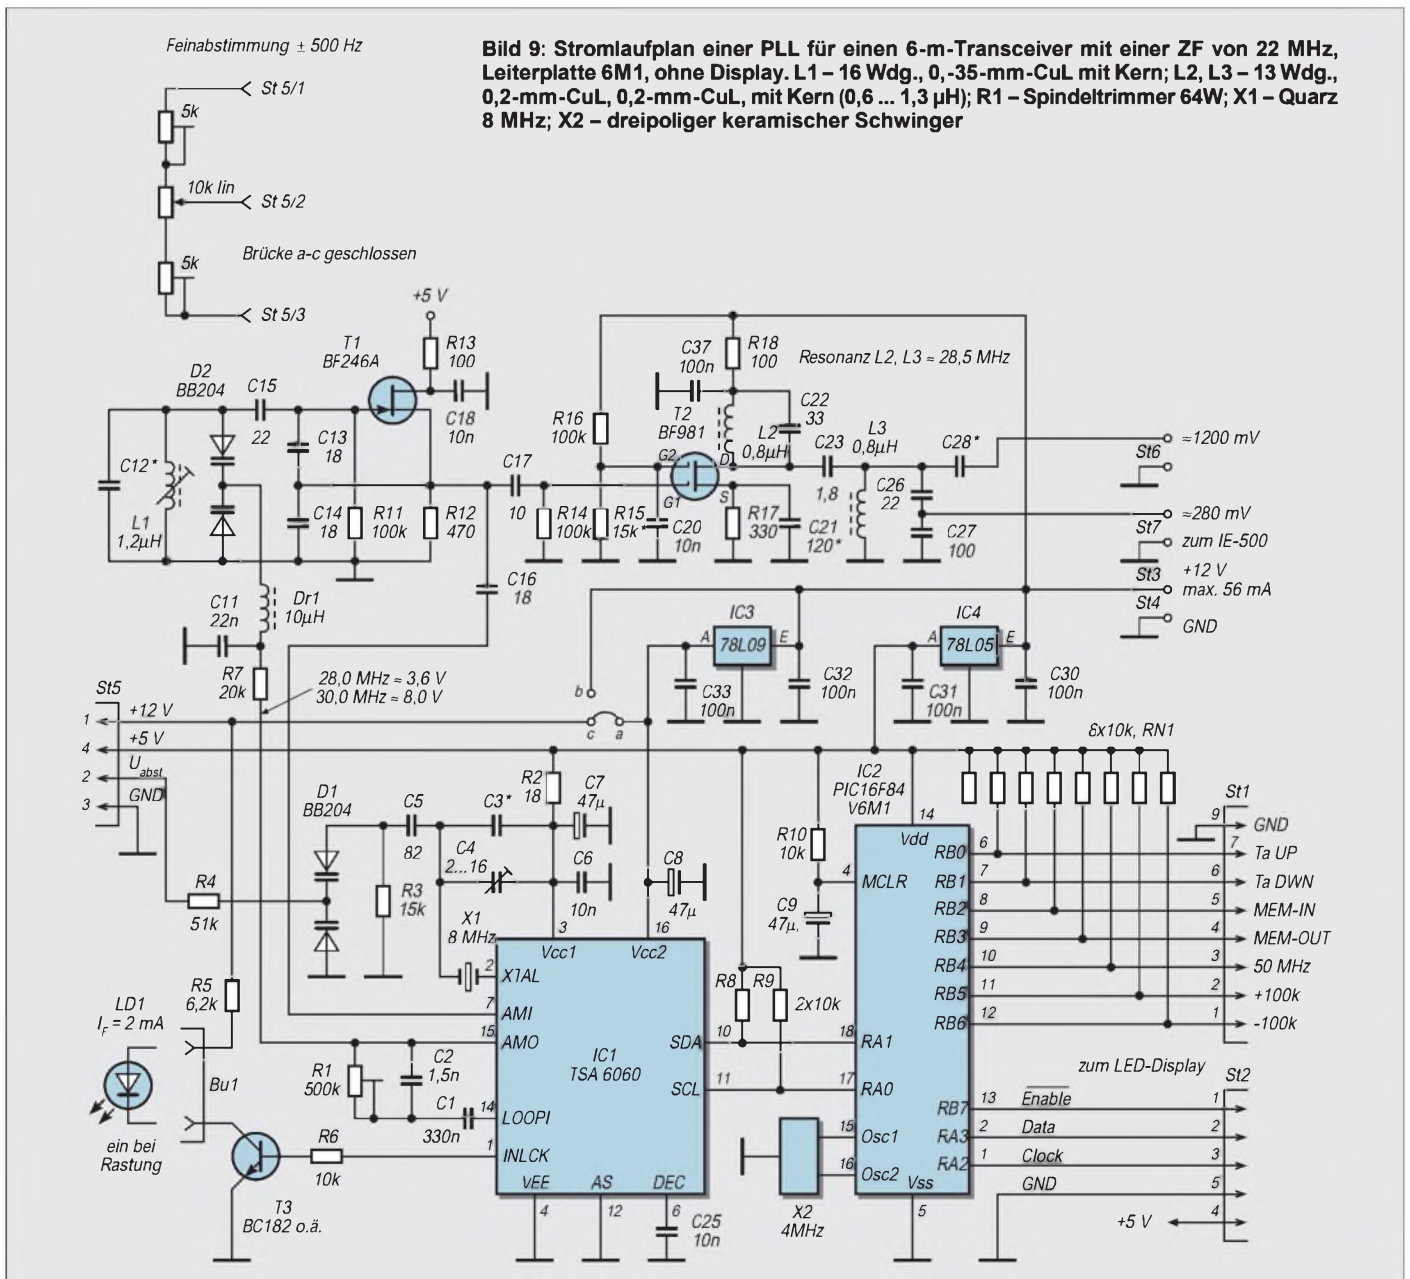 Bild 9: Stromlaufplan einer PLL für einen 6-m-Transceiver mit einer ZF von 22 MHz,
Leiterplatte 6M1, ohne Display. L1 – 16 Wdg., 0,-35-mm-CuL mit Kern; L2, L3 – 13 Wdg.,
0,2-mm-CuL, 0,2-mm-CuL, mit Kern (0,6 ... 1,3 µH); R1 – Spindeltrimmer 64W; X1 – Quarz
8 MHz; X2 – dreipoliger keramischer Schwinger
Feinabstimmung ± 500 Hz
St 5/1
5k
10k lin
St 5/2
Brücke a-c geschlossen
5k
St 5/3
+5 V
T1
BF246A
R13
100
C18
10n
D2
BB204
C15
22
C12*
L1
1,2µH
C13
18
C14
18
R11
100k
R12
470
C17
10
C16
18
R14
100k
R16
100k
R15
15k*
C37
100n
R18
100
Resonanz L2, L3 ≈ 28,5 MHz
T2
BF981
G2
D
G1
S
L2
0,8µH
C22
33
C23
1,8
L3
0,8µH
C28*
C26
22
C27
100
C20
10n
R17
330
C21
120*
≈1200 mV
St6
≈280 mV
St7
zum IE-500
St3
+12 V
max. 56 mA
St4
GND
C11
22n
Dr1
10µH
R7
20k
28,0 MHz ≈ 3,6 V
30,0 MHz ≈ 8,0 V
IC3
A
78L09
E
C33
100n
C32
100n
IC4
A
78L05
E
C31
100n
C30
100n
b
c
a
St5
1
+12 V
4
+5 V
2
Uabst
3
GND
D1
BB204
C5
82
C3*
C4
2...16
R2
18
C7
47µ
C6
10n
C8
47µ
R3
15k
R4
51k
X1
8 MHz
R5
6,2k
LD1
IF = 2 mA
Bu1
ein bei
Rastung
T3
BC182 o.ä.
R6
10k
R1
500k
C2
1,5n
C1
330n
3
Vcc1
16
Vcc2
2
XTAL
7
AMI
15
AMO
14
LOOPI
1
INLCK
IC1
TSA 6060
SDA
10
SCL
11
VEE
4
AS
12
DEC
6
C25
10n
R8
R9
2x10k
R10
10k
C9
47µ
IC2
PIC16F84
V6M1
14
Vdd
4
MCLR
18
RA1
17
RA0
15
Osc1
16
Osc2
X2
4MHz
Vss
5
8x10k, RN1
RB0
6
RB1
7
RB2
8
RB3
9
RB4
10
RB5
11
RB6
12
St1
9
GND
7
Ta UP
6
Ta DWN
5
MEM-IN
4
MEM-OUT
3
50 MHz
2
+100k
1
-100k
zum LED-Display
St2
RB7
13
Enable
1
RA3
2
Data
2
RA2
1
Clock
3
GND
5
+5 V
4